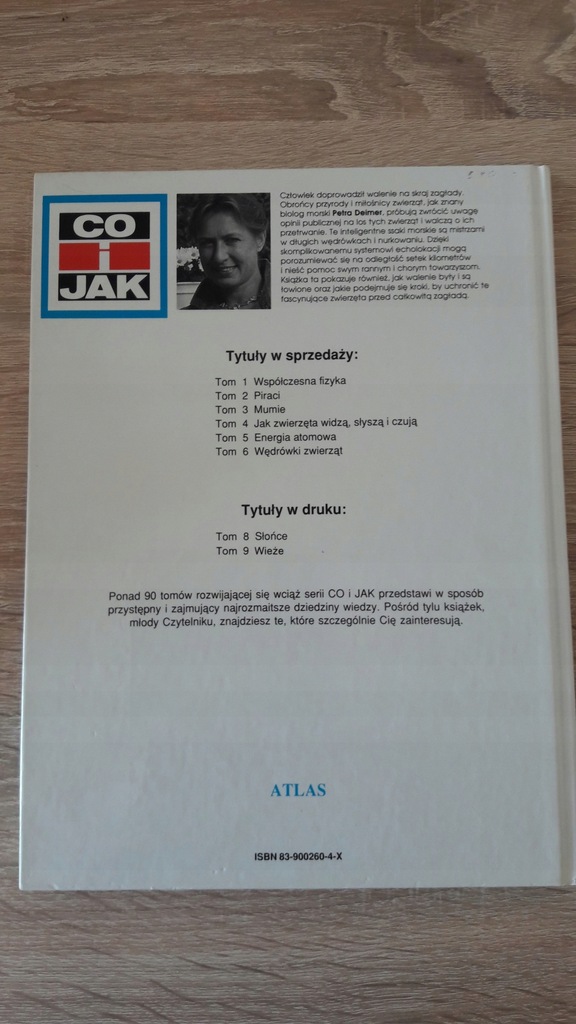 CO
i
JAK
Człowiek doprowadził walenie na skraj zagłady.
Obrońcy przyrody i miłośnicy zwierząt, jak znany
biolog morski Petra Deimer, próbują zwrócić uwagę
opinii publicznej na los tych zwierząt i walczą o ich
przetrwanie. Te inteligentne ssaki morskie są mistrzami
w długich wędrówkach i nurkowaniu. Dzięki
skomplikowanemu systemowi echolokacji mogą
porozumiewać się na odległość setek kilometrów
i nieść pomoc swym rannym i chorym towarzyszom.
Książka ta pokazuje również, jak walenie były i są
łowione oraz jakie podejmuje się kroki, by uchronić te
fascynujące zwierzęta przed całkowitą zagładą.
Tytuły w sprzedaży:
Tom 1 Współczesna fizyka
Tom 2 Piraci
Tom 3 Mumie
Tom 4 Jak zwierzęta widzą, słyszą i czują
Tom 5 Energia atomowa
Tom 6 Wędrówki zwierząt
Tytuły w druku:
Tom 8 Słońce
Tom 9 Wieże
Ponad 90 tomów rozwijającej się wciąż serii CO i JAK przedstawi w sposób
przystępny i zajmujący najrozmaitsze dziedziny wiedzy. Pośród tylu książek,
młody Czytelniku, znajdziesz te, które szczególnie Cię zainteresują.
ATLAS
ISBN 83-900260-4-X